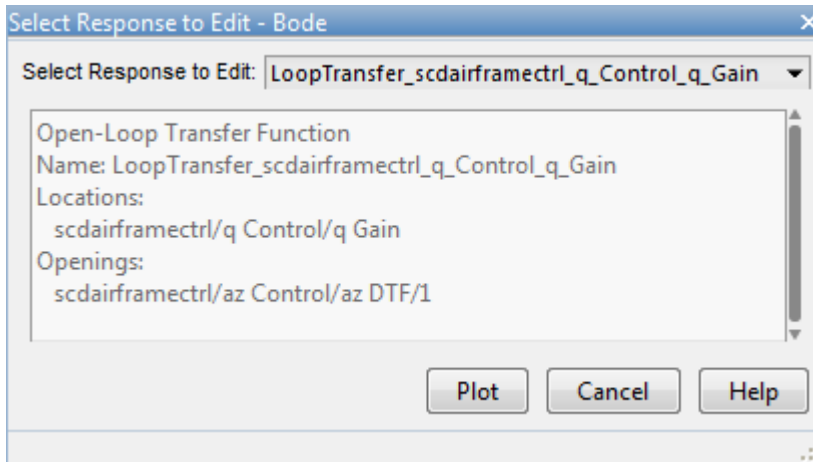 Select Response to Edit - Bode
Select Response to Edit: LoopTransfer_scdairframectrl_q_Control_q_Gain
Open-Loop Transfer Function
Name: LoopTransfer_scdairframectrl_q_Control_q_Gain
Locations:
scdairframectrl/q Control/q Gain
Openings:
scdairframectrl/az Control/az DTF/1
Plot Cancel Help